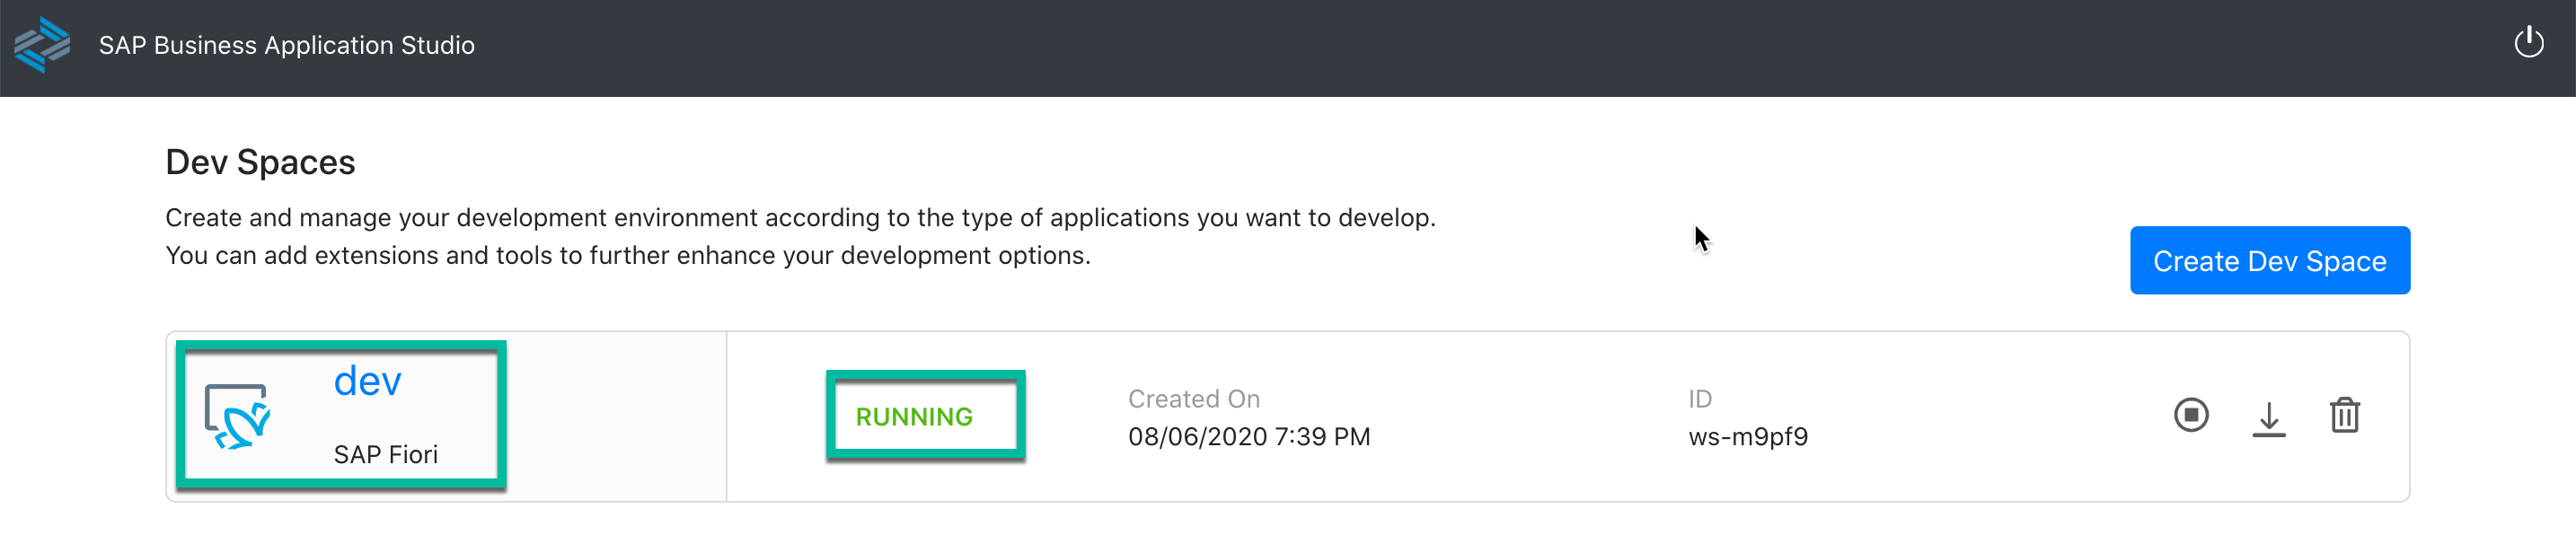 SAP Business Application Studio
Dev Spaces
Create and manage your development environment according to the type of applications you want to develop.
You can add extensions and tools to further enhance your development options.
Create Dev Space
dev
SAP Fiori
RUNNING
Created On
08/06/2020 7:39 PM
ID
ws-m9pf9